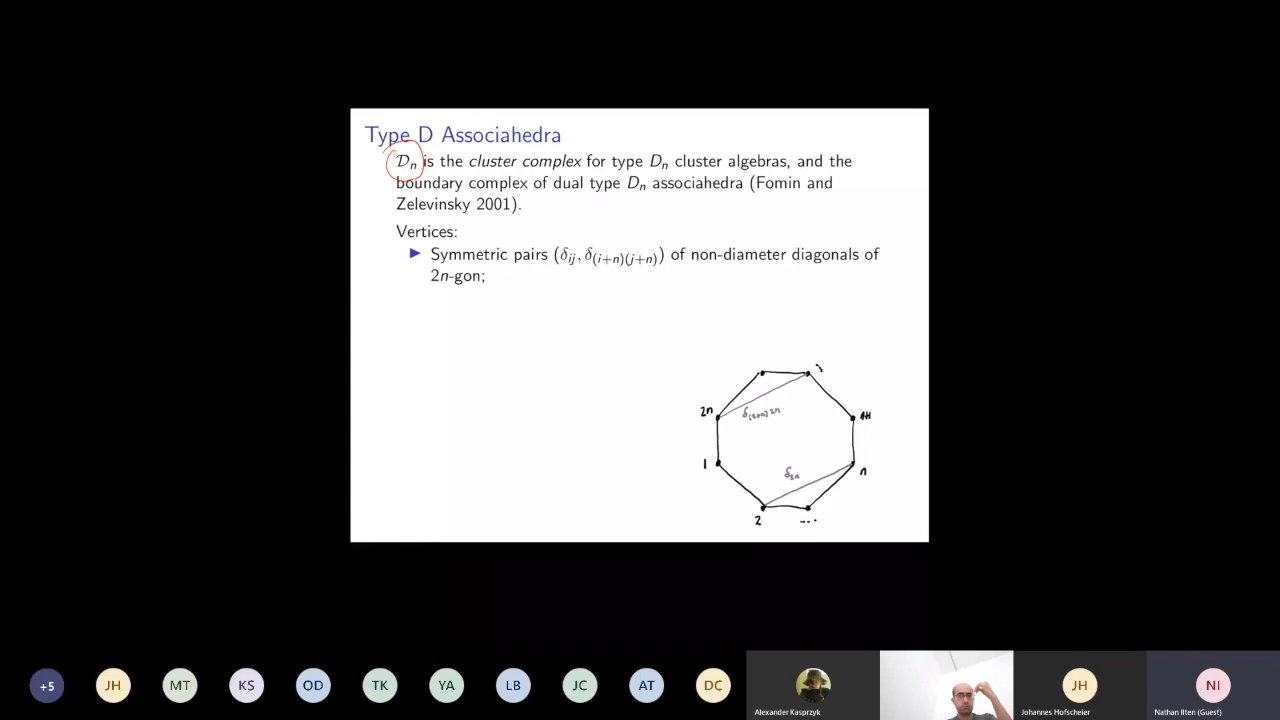 Type D Associahedra
𝒟ₙ is the cluster complex for type Dₙ cluster algebras, and the
boundary complex of dual type Dₙ associahedra (Fomin and
Zelevinsky 2001).
Vertices:
▶ Symmetric pairs (δᵢⱼ, δ₍ᵢ₊ₙ₎₍ⱼ₊ₙ₎) of non-diameter diagonals of
2n-gon;
2n
δ₍₂₊ₙ₎ ₂ₙ
1
δ₂ₙ
n
2
...
+5
JH
MT
KS
OD
TK
YA
LB
JC
AT
DC
JH
NI
Alexander Kasprzyk
Johannes Hofscheier
Nathan Ilten (Guest)